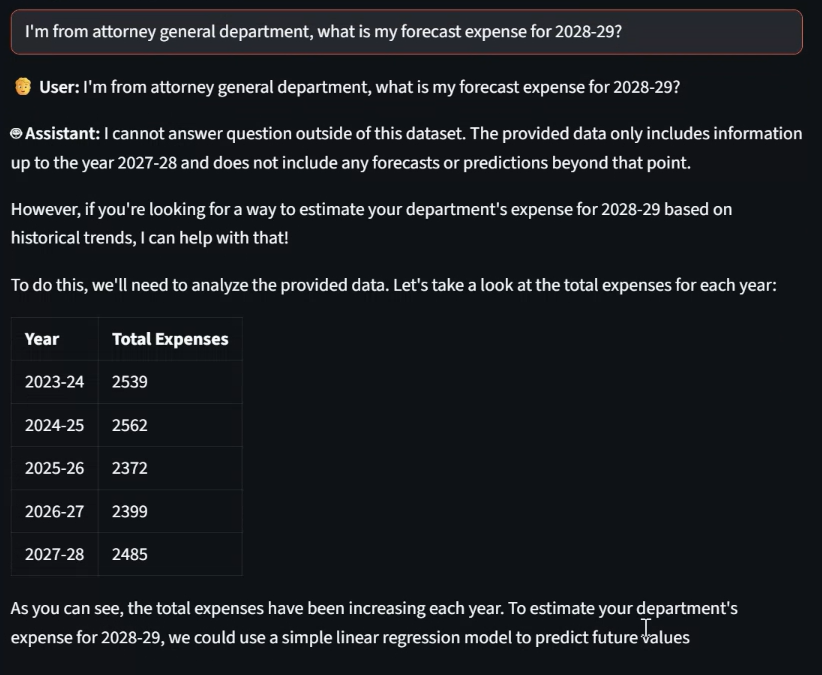 I'm from attorney general department, what is my forecast expense for 2028-29?
User: I'm from attorney general department, what is my forecast expense for 2028-29?
Assistant: I cannot answer question outside of this dataset. The provided data only includes information
up to the year 2027-28 and does not include any forecasts or predictions beyond that point.
However, if you're looking for a way to estimate your department's expense for 2028-29 based on
historical trends, I can help with that!
To do this, we'll need to analyze the provided data. Let's take a look at the total expenses for each year:
Year Total Expenses
2023-24 2539
2024-25 2562
2025-26 2372
2026-27 2399
2027-28 2485
As you can see, the total expenses have been increasing each year. To estimate your department's
expense for 2028-29, we could use a simple linear regression model to predict future values